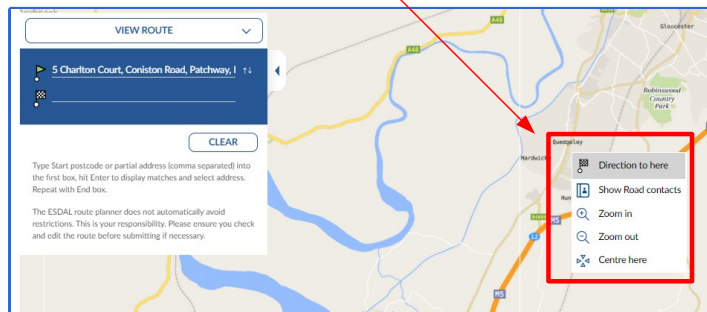 VIEW ROUTE
5 Charlton Court, Coniston Road, Patchway, I
CLEAR
Type Start postcode or partial address (comma separated) into
the first box, hit Enter to display matches and select address.
Repeat with End box.
The ESDAL route planner does not automatically avoid
restrictions. This is your responsibility. Please ensure you check
and edit the route before submitting if necessary.
A48
A40
Gloucester
Robinswood
Country
Park
Quedgeley
Hardwick
Hun
M5
12
M5
Direction to here
Show Road contacts
Zoom in
Zoom out
Centre here